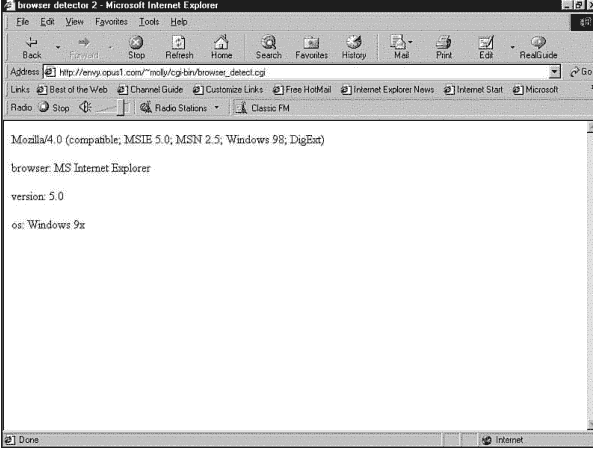 browser detector 2 - Microsoft Internet Explorer
File Edit View Favorites Tools Help
Back Forward Stop Refresh Home Search Favorites History Mail Print Edit RealGuide
Address http://envy.opus1.com/~molly/cgi-bin/browser_detect.cgi Go
Links Best of the Web Channel Guide Customize Links Free HotMail Internet Explorer News Internet Start Microsoft
Radio Stop Radio Stations Classic FM
Mozilla/4.0 (compatible; MSIE 5.0; MSN 2.5; Windows 98; DigExt)
browser: MS Internet Explorer
version: 5.0
os: Windows 9x
Done Internet